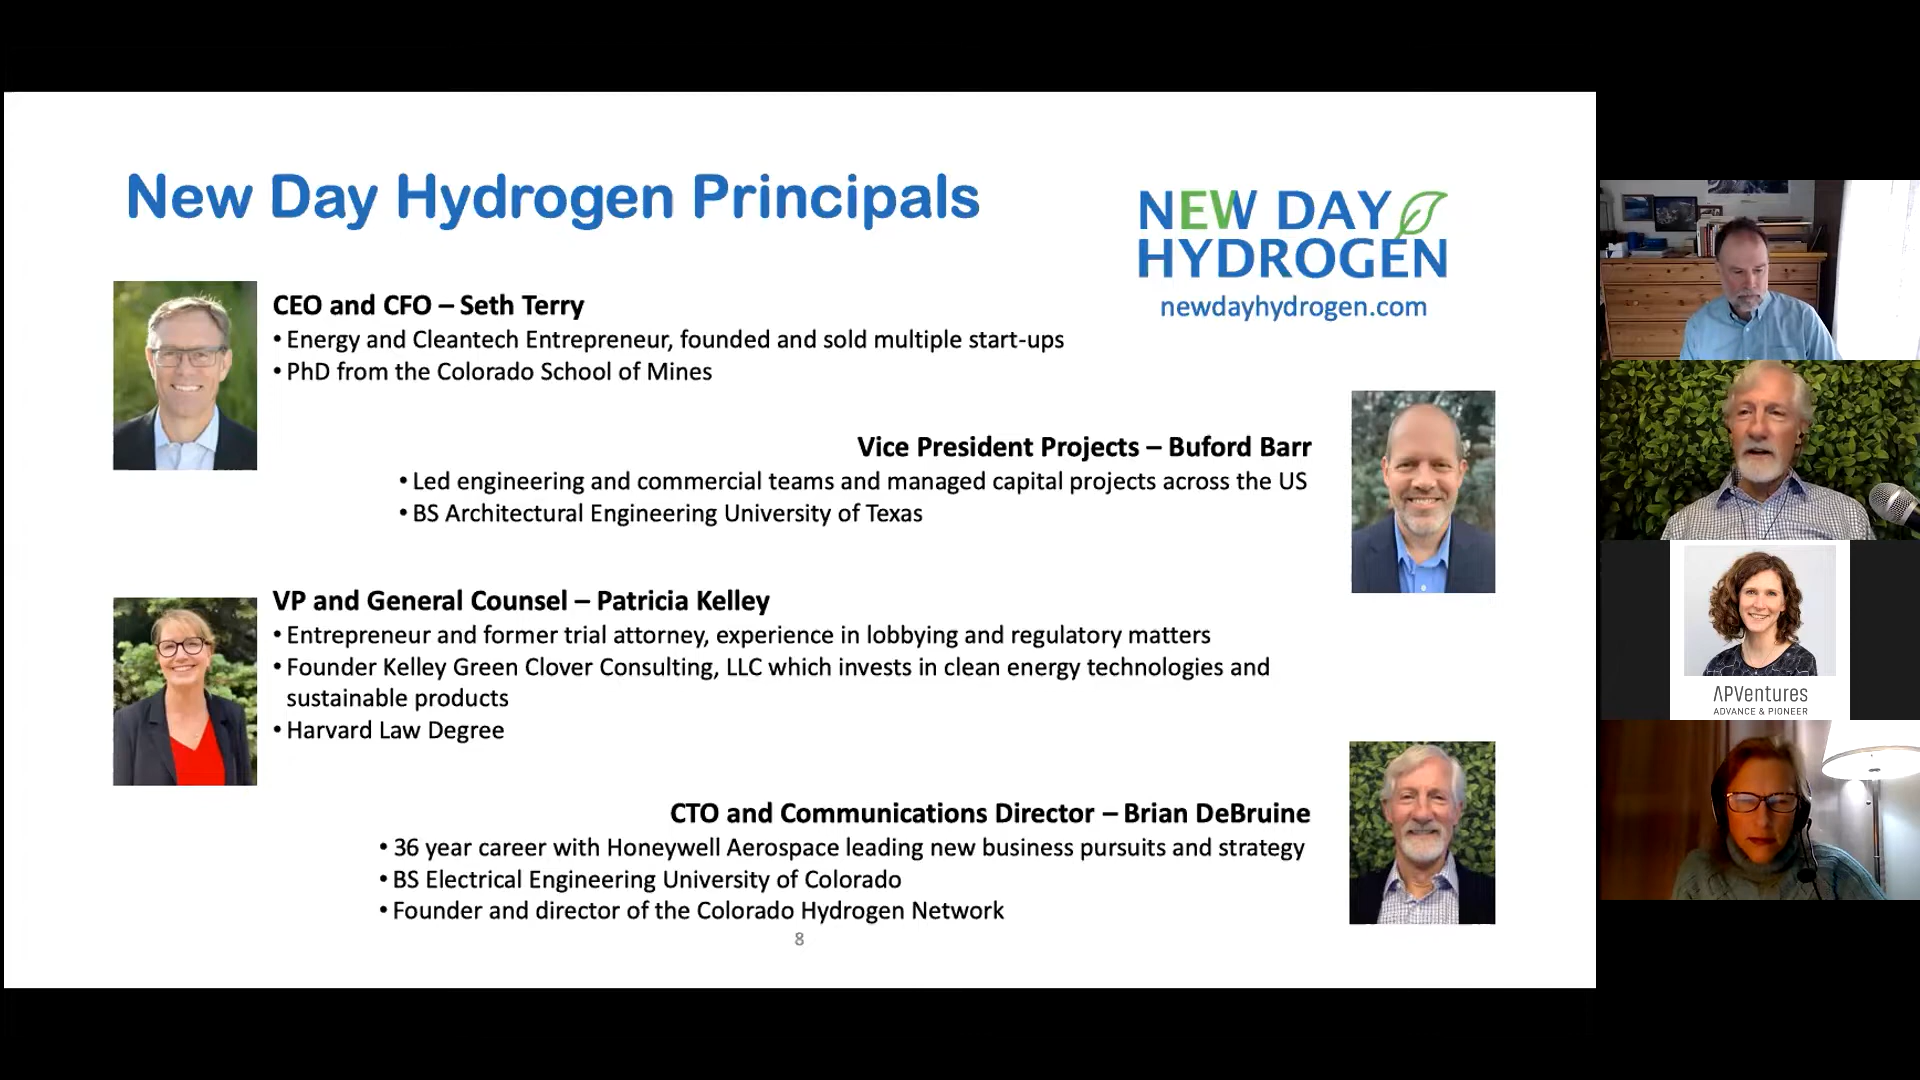 New Day Hydrogen Principals
NEW DAY
HYDROGEN
newdayhydrogen.com
CEO and CFO – Seth Terry
• Energy and Cleantech Entrepreneur, founded and sold multiple start-ups
• PhD from the Colorado School of Mines
Vice President Projects – Buford Barr
• Led engineering and commercial teams and managed capital projects across the US
• BS Architectural Engineering University of Texas
VP and General Counsel – Patricia Kelley
• Entrepreneur and former trial attorney, experience in lobbying and regulatory matters
• Founder Kelley Green Clover Consulting, LLC which invests in clean energy technologies and
sustainable products
• Harvard Law Degree
CTO and Communications Director – Brian DeBruine
• 36 year career with Honeywell Aerospace leading new business pursuits and strategy
• BS Electrical Engineering University of Colorado
• Founder and director of the Colorado Hydrogen Network
8
APVentures
ADVANCE & PIONEER